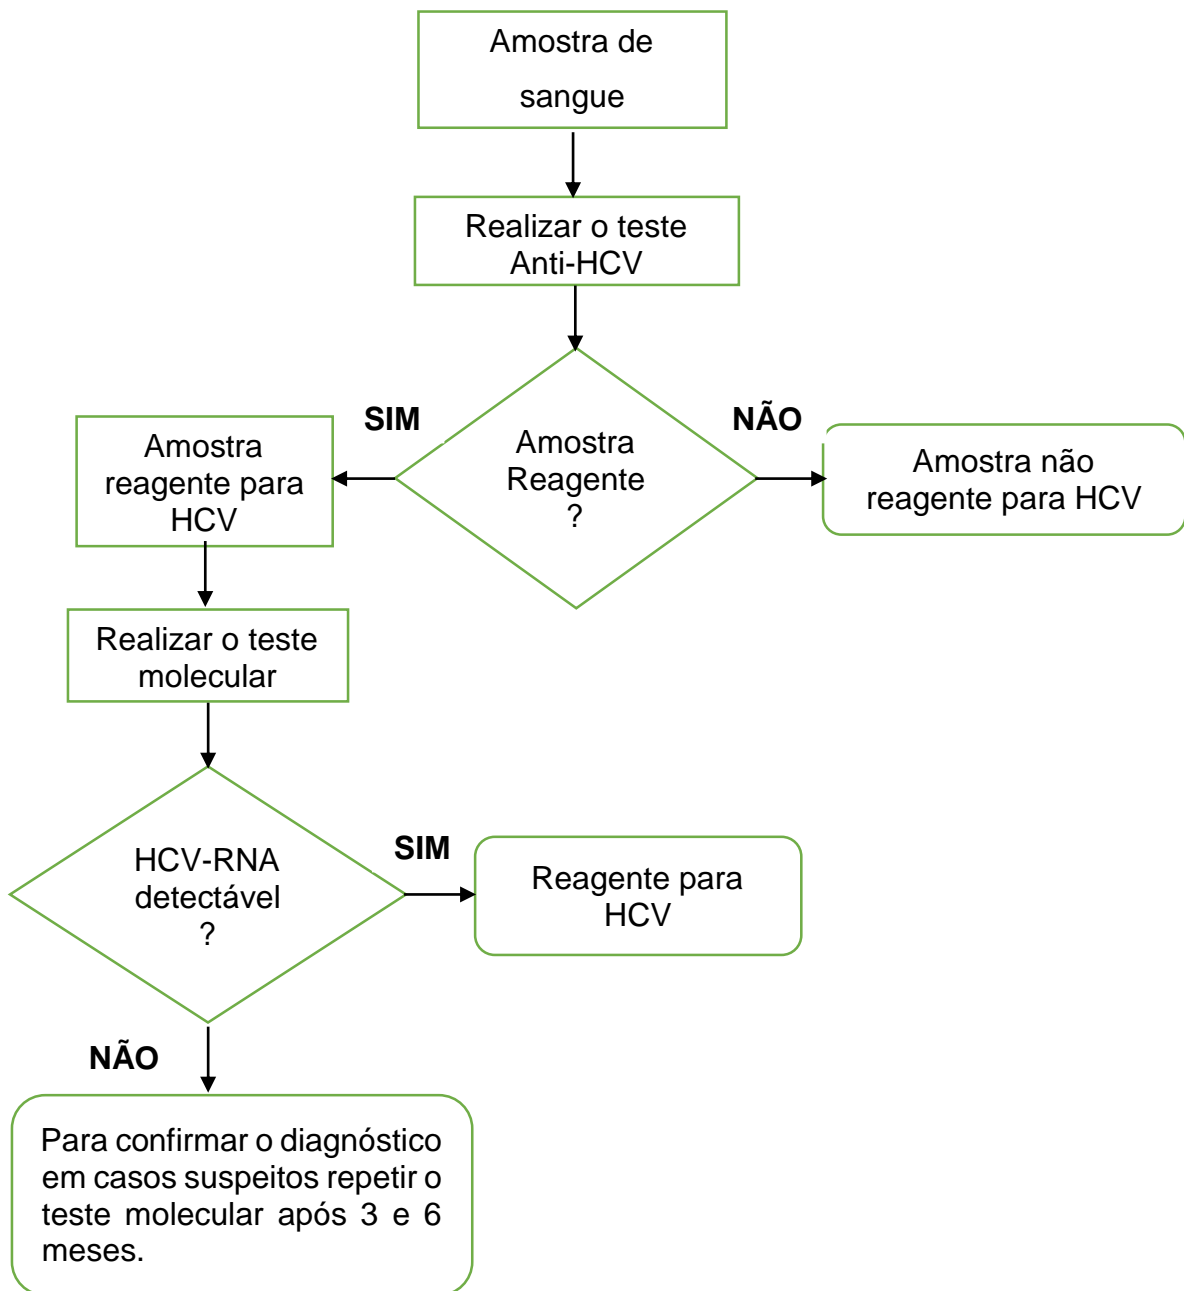 Amostra de
sangue
Realizar o teste
Anti-HCV
SIM
NÃO
Amostra
Reagente
?
Amostra
reagente para
HCV
Amostra não
reagente para HCV
Realizar o teste
molecular
HCV-RNA
detectável
?
SIM
Reagente para
HCV
NÃO
Para confirmar o diagnóstico
em casos suspeitos repetir o
teste molecular após 3 e 6
meses.